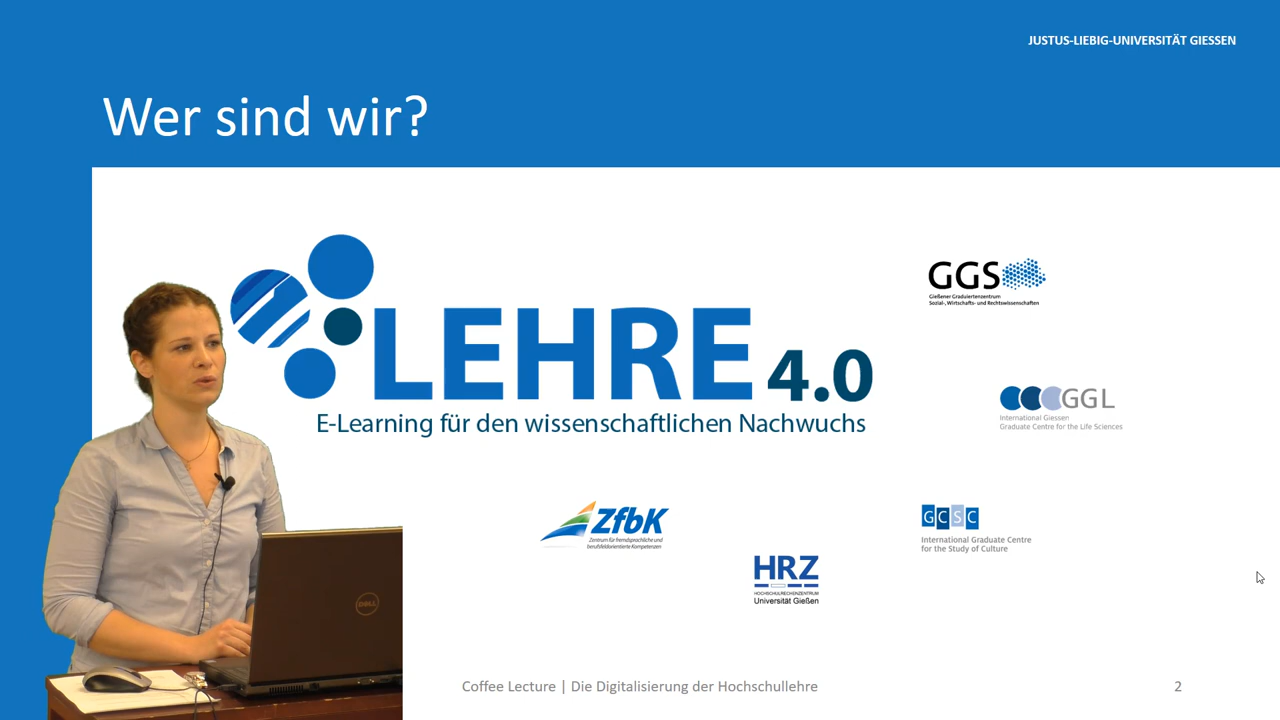 JUSTUS-LIEBIG-UNIVERSITÄT GIESSEN
Wer sind wir?
LEHRE 4.0
E-Learning für den wissenschaftlichen Nachwuchs
GGS
Gießener Graduiertenzentrum
Sozial-, Wirtschafts- und Rechtswissenschaften
GGL
International Giessen
Graduate Centre for the Life Sciences
ZfbK
Zentrum für fremdsprachliche und
berufsfeldorientierte Kompetenzen
GCSC
International Graduate Centre
for the Study of Culture
HRZ
HOCHSCHULRECHENZENTRUM
Universität Gießen
DELL
Coffee Lecture | Die Digitalisierung der Hochschullehre
2